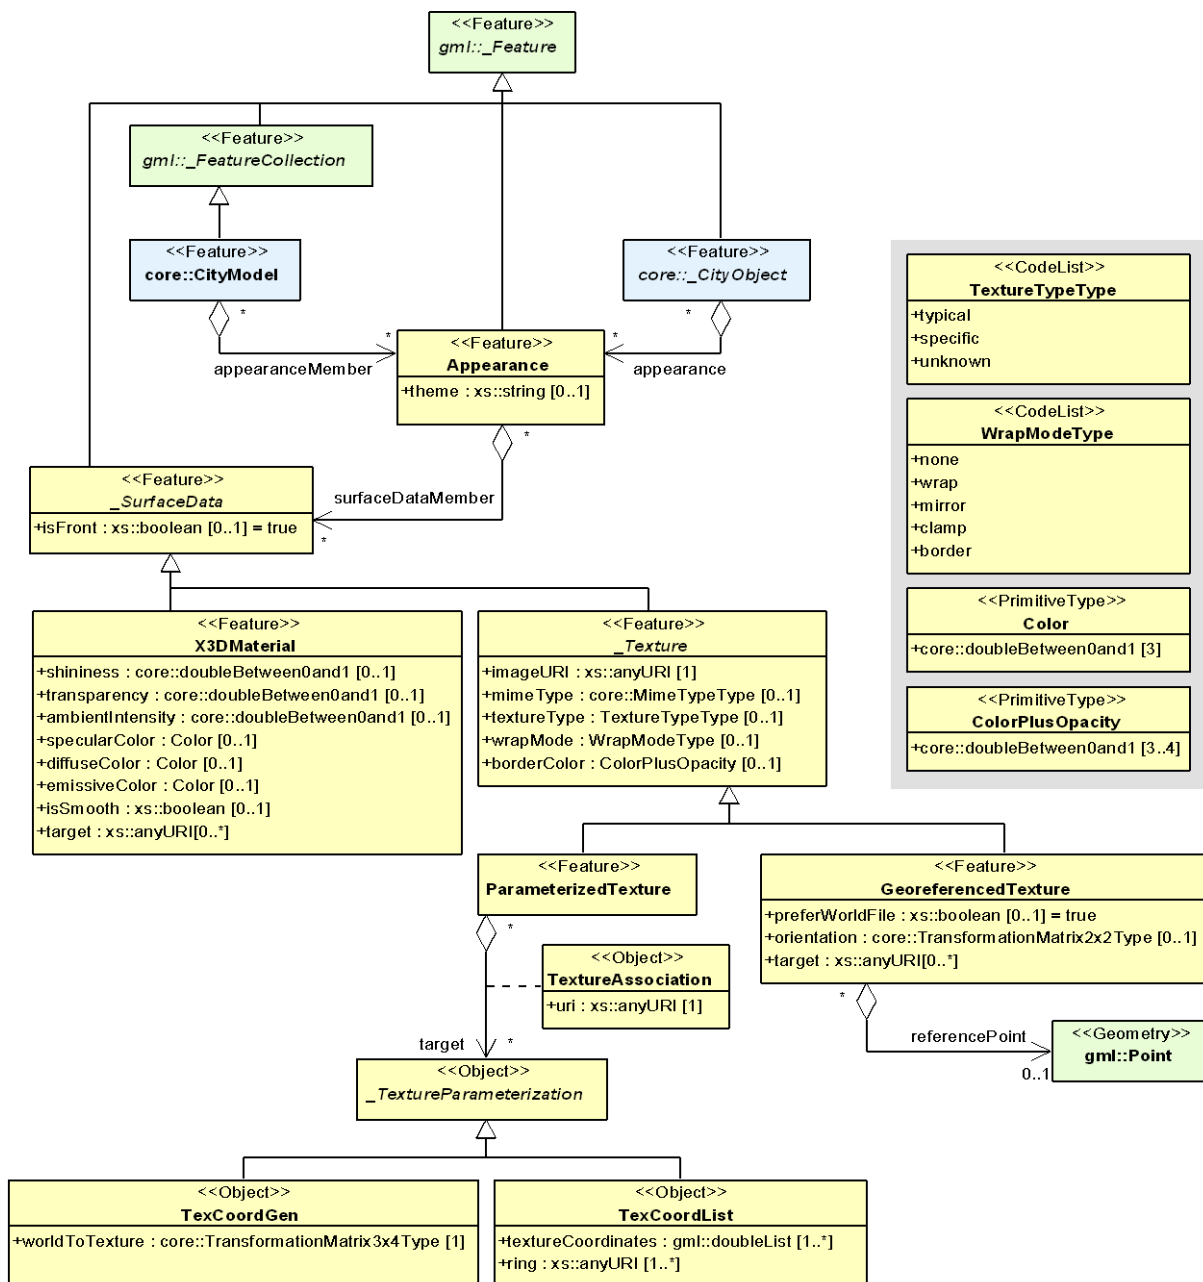 <<Feature>>
gml::_Feature
<<Feature>>
gml::_FeatureCollection
<<Feature>>
core::CityModel
*
<<Feature>>
core::_CityObject
*
appearanceMember
*
<<Feature>>
Appearance
+theme : xs::string [0..1]
*
*
appearance
surfaceDataMember
*
<<Feature>>
_SurfaceData
+isFront : xs::boolean [0..1] = true
<<Feature>>
X3DMaterial
+shininess : core::doubleBetween0and1 [0..1]
+transparency : core::doubleBetween0and1 [0..1]
+ambientIntensity : core::doubleBetween0and1 [0..1]
+specularColor : Color [0..1]
+diffuseColor : Color [0..1]
+emissiveColor : Color [0..1]
+isSmooth : xs::boolean [0..1]
+target : xs::anyURI[0..*]
<<Feature>>
_Texture
+imageURI : xs::anyURI [1]
+mimeType : core::MimeTypeType [0..1]
+textureType : TextureTypeType [0..1]
+wrapMode : WrapModeType [0..1]
+borderColor : ColorPlusOpacity [0..1]
<<CodeList>>
TextureTypeType
+typical
+specific
+unknown
<<CodeList>>
WrapModeType
+none
+wrap
+mirror
+clamp
+border
<<PrimitiveType>>
Color
+core::doubleBetween0and1 [3]
<<PrimitiveType>>
ColorPlusOpacity
+core::doubleBetween0and1 [3..4]
<<Feature>>
ParameterizedTexture
*
<<Object>>
TextureAssociation
+uri : xs::anyURI [1]
target
*
<<Feature>>
GeoreferencedTexture
+preferWorldFile : xs::boolean [0..1] = true
+orientation : core::TransformationMatrix2x2Type [0..1]
+target : xs::anyURI[0..*]
*
referencePoint
0..1
<<Geometry>>
gml::Point
<<Object>>
_TextureParameterization
<<Object>>
TexCoordGen
+worldToTexture : core::TransformationMatrix3x4Type [1]
<<Object>>
TexCoordList
+textureCoordinates : gml::doubleList [1..*]
+ring : xs::anyURI [1..*]